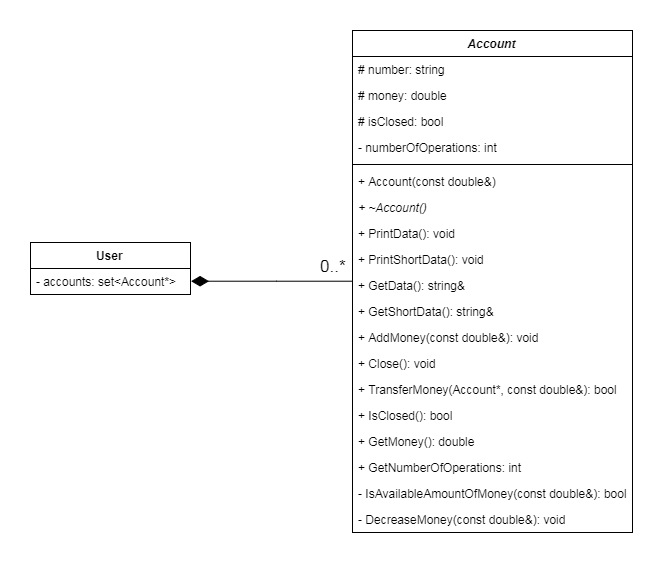 Account
# number: string
# money: double
# isClosed: bool
- numberOfOperations: int
+ Account(const double&)
+ ~Account()
+ PrintData(): void
+ PrintShortData(): void
+ GetData(): string&
+ GetShortData(): string&
+ AddMoney(const double&): void
+ Close(): void
+ TransferMoney(Account*, const double&): bool
+ IsClosed(): bool
+ GetMoney(): double
+ GetNumberOfOperations: int
- IsAvailableAmountOfMoney(const double&): bool
- DecreaseMoney(const double&): void
User
- accounts: set<Account*>
0..*